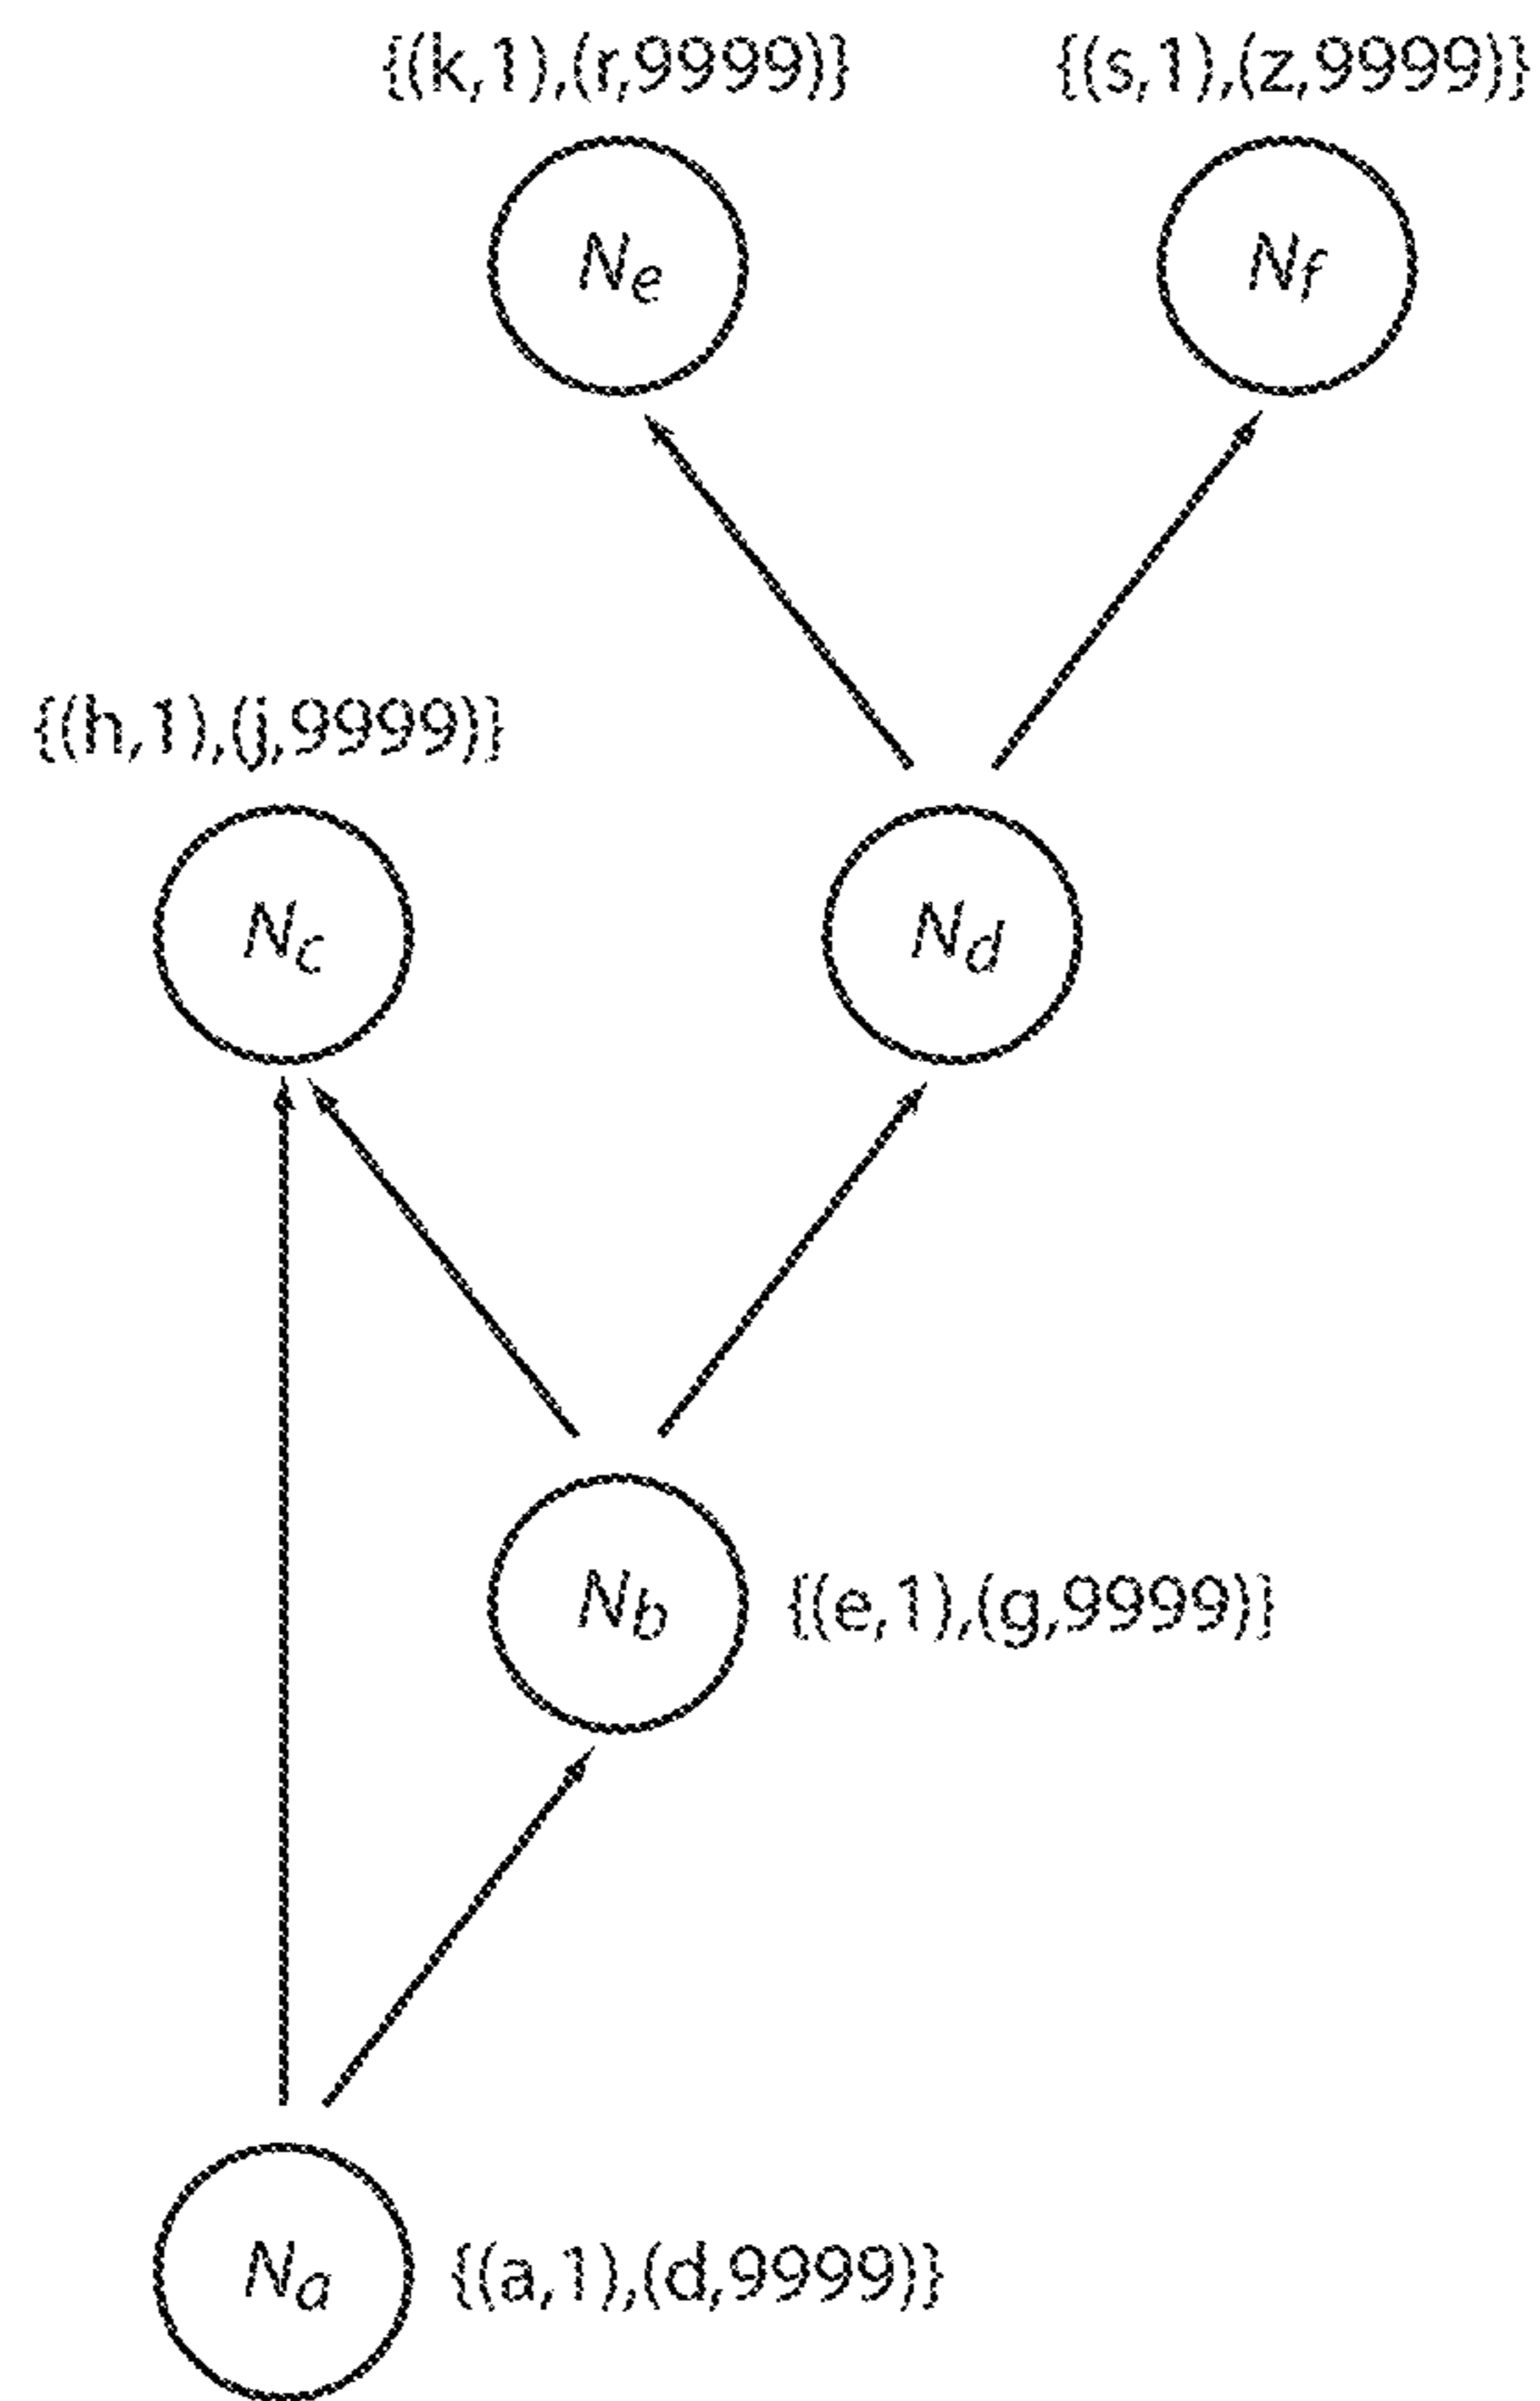 {(k,1),(r,9999)} {(s,1),(z,9999)}
Ne Nf
{(h,1),(j,9999)}
Nc Nd
Nb {(e,1),(g,9999)}
Na {(a,1),(d,9999)}